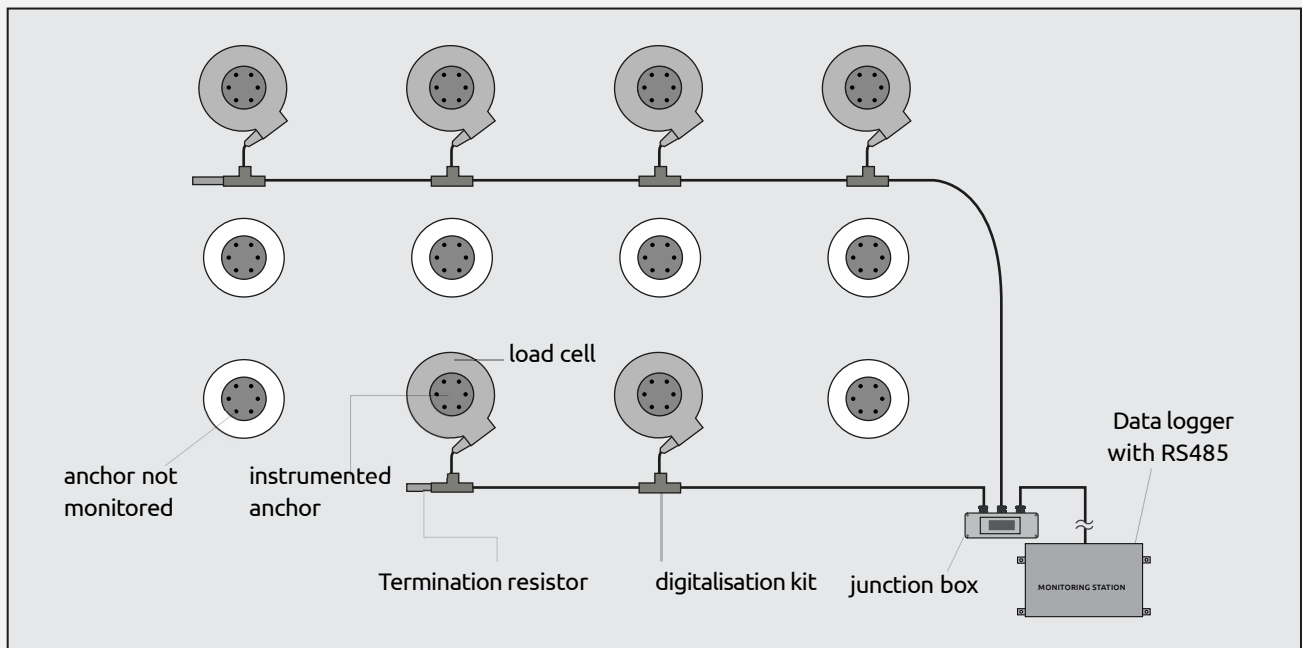 load cell
Data logger
with RS485
anchor not
monitored
instrumented
anchor
Termination resistor
digitalisation kit
junction box
MONITORING STATION